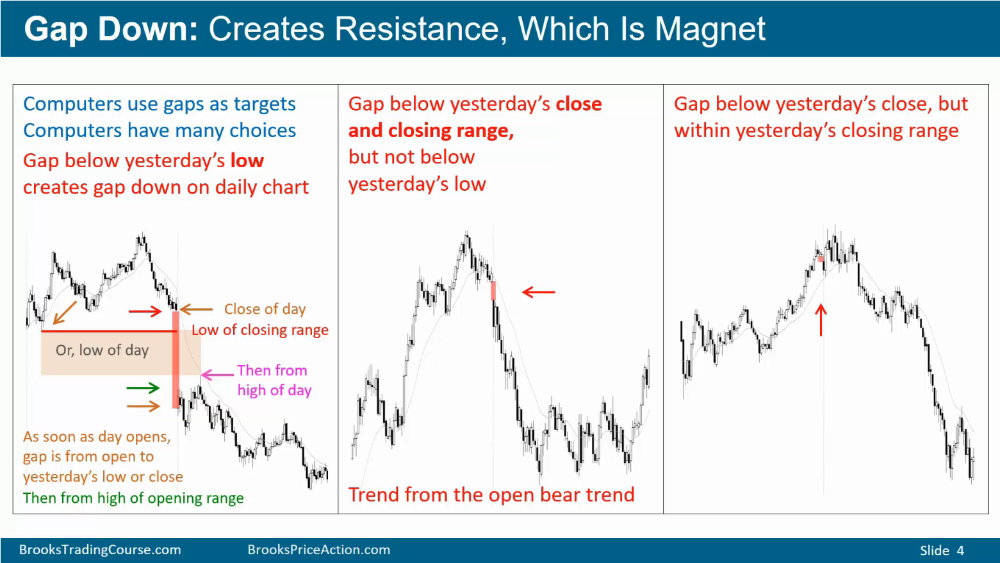 Gap Down: Creates Resistance, Which Is Magnet
Computers use gaps as targets
Computers have many choices
Gap below yesterday's low
creates gap down on daily chart
Close of day
Low of closing range
Or, low of day
Then from
high of day
As soon as day opens,
gap is from open to
yesterday's low or close
Then from high of opening range
Gap below yesterday's close
and closing range,
but not below
yesterday's low
Trend from the open bear trend
Gap below yesterday's close, but
within yesterday's closing range
BrooksTradingCourse.com
BrooksPriceAction.com
Slide 4